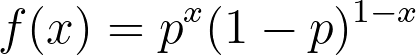 f(x) = p^x(1 − p)^{1−x}